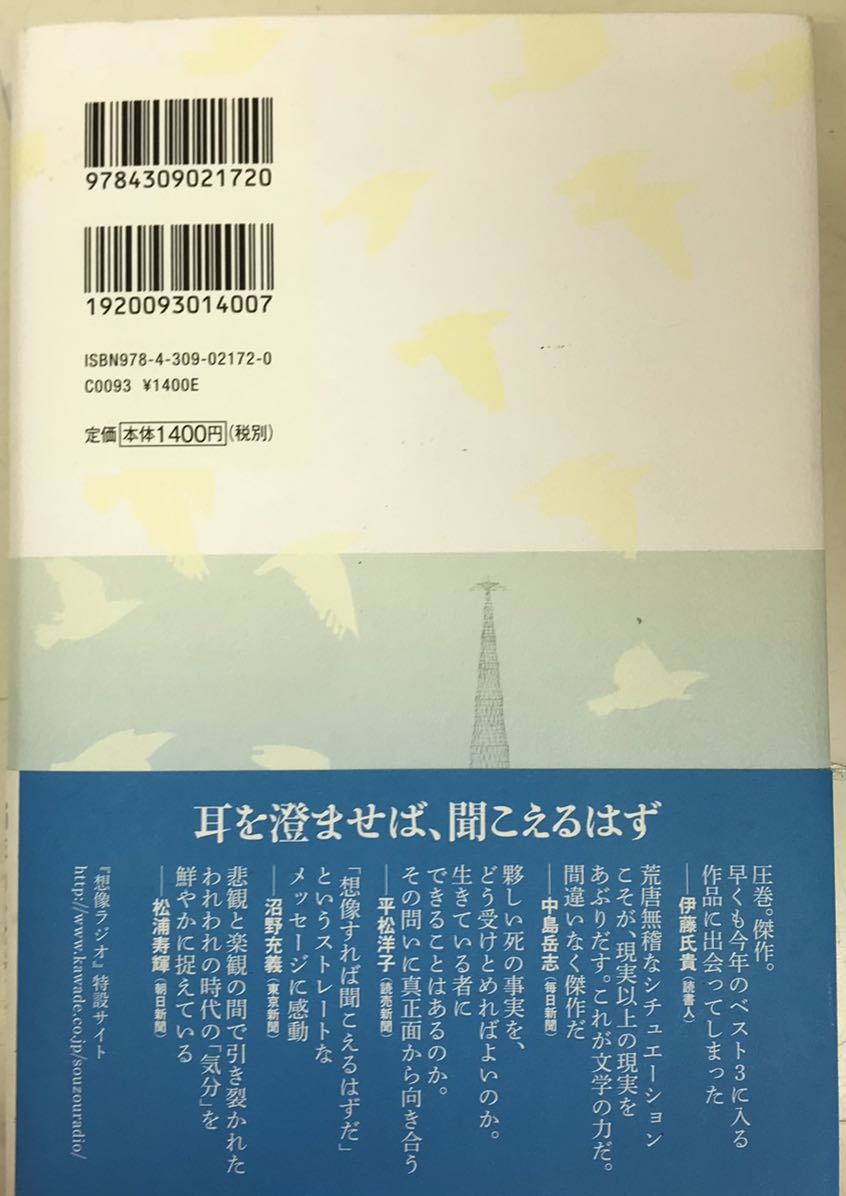 9784309021720
1920093014007
ISBN978-4-309-02172-0
C0093 ¥1400E
定価 本体1400円(税別)
耳を澄ませば、聞こえるはず
圧巻。傑作。
早くも今年のベスト3に入る
作品に出会ってしまった
──伊藤氏貴(読書人)
荒唐無稽なシチュエーション
こそが、現実以上の現実を
あぶりだす。これが文学の力だ。
間違いなく傑作だ
──中島岳志(毎日新聞)
夥しい死の事実を、
どう受けとめればよいのか。
生きている者に
できることはあるのか。
その問いに真正面から向き合う
──平松洋子(読売新聞)
「想像すれば聞こえるはずだ」
というストレートな
メッセージに感動
──沼野充義(東京新聞)
悲観と楽観の間で引き裂かれた
われわれの時代の「気分」を
鮮やかに捉えている
──松浦寿輝(朝日新聞)
『想像ラジオ』特設サイト
http://www.kawade.co.jp/souzouradio/